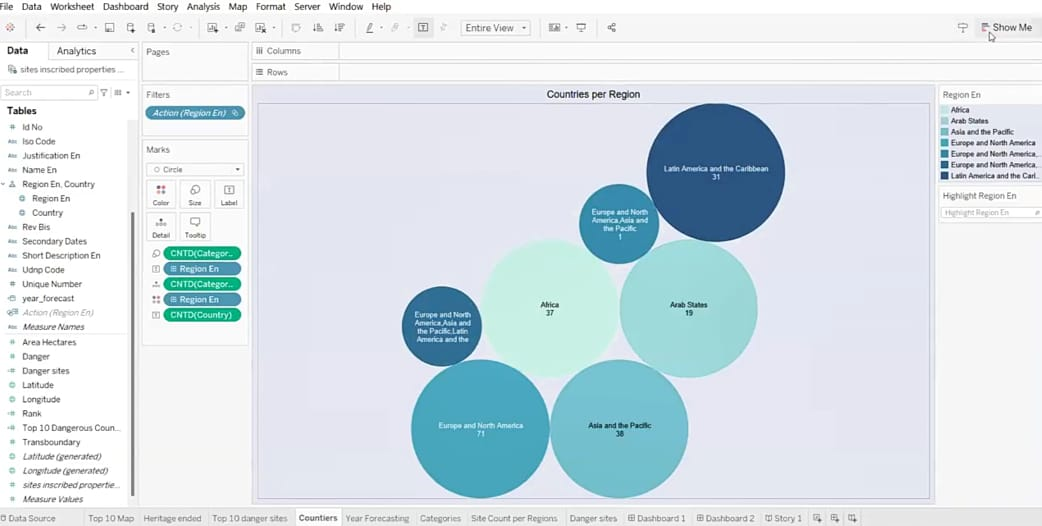 File Data Worksheet Dashboard Story Analysis Map Format Server Window Help
Entire View
Show Me
Data Analytics
sites inscribed properties ...
Search
Tables
# Id No
Abc Iso Code
Abc Justification En
Abc Name En
Region En, Country
Region En
Country
Abc Rev Bis
Abc Secondary Dates
Abc Short Description En
Abc Udnp Code
# Unique Number
year_forecast
Action (Region En)
Abc Measure Names
# Area Hectares
# Danger
=# Danger sites
Latitude
Longitude
=# Rank
=# Top 10 Dangerous Coun...
# Transboundary
Latitude (generated)
Longitude (generated)
=# sites inscribed propertie...
# Measure Values
Pages
Filters
Action (Region En)
Marks
Circle
Color Size Label
Detail Tooltip
CNTD(Categor..
Region En
CNTD(Categor..
Region En
CNTD(Country)
Columns
Rows
Countries per Region
Latin America and the Caribbean
31
Europe and North
America,Asia and
the Pacific
1
Africa
37
Arab States
19
Europe and North
America,Asia and
the Pacific,Latin
America and the
Europe and North America
71
Asia and the Pacific
38
Region En
Africa
Arab States
Asia and the Pacific
Europe and North America
Europe and North America,..
Europe and North America,..
Latin America and the Cari..
Highlight Region En
Highlight Region En
Data Source Top 10 Map Heritage ended Top 10 danger sites Countiers Year Forecasting Categories Site Count per Regions Danger sites Dashboard 1 Dashboard 2 Story 1